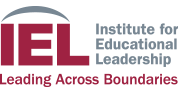 IEL
Institute for
Educational
Leadership
Leading Across Boundaries